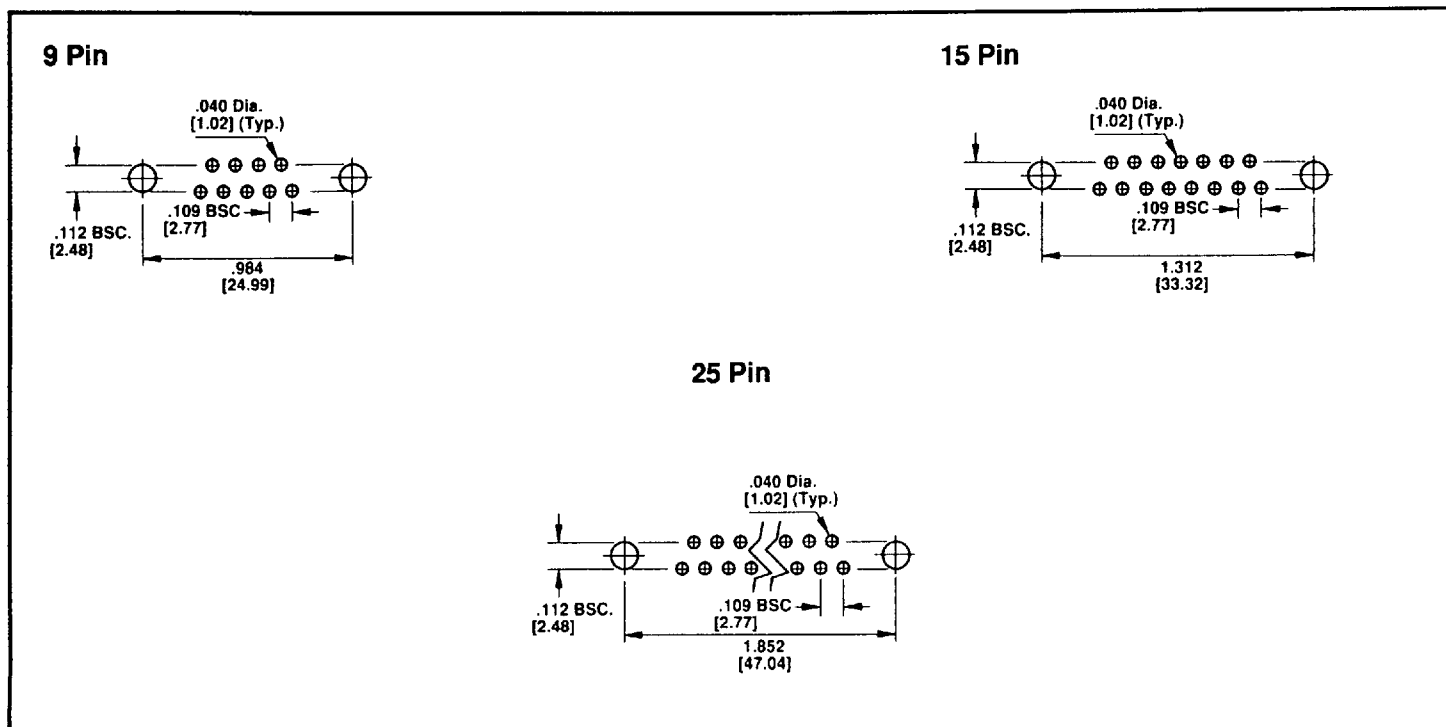 9 Pin
.040 Dia.
[1.02] (Typ.)
.109 BSC
[2.77]
.112 BSC.
[2.48]
.984
[24.99]
15 Pin
.040 Dia.
[1.02] (Typ.)
.109 BSC
[2.77]
.112 BSC.
[2.48]
1.312
[33.32]
25 Pin
.040 Dia.
[1.02] (Typ.)
.109 BSC
[2.77]
.112 BSC.
[2.48]
1.852
[47.04]